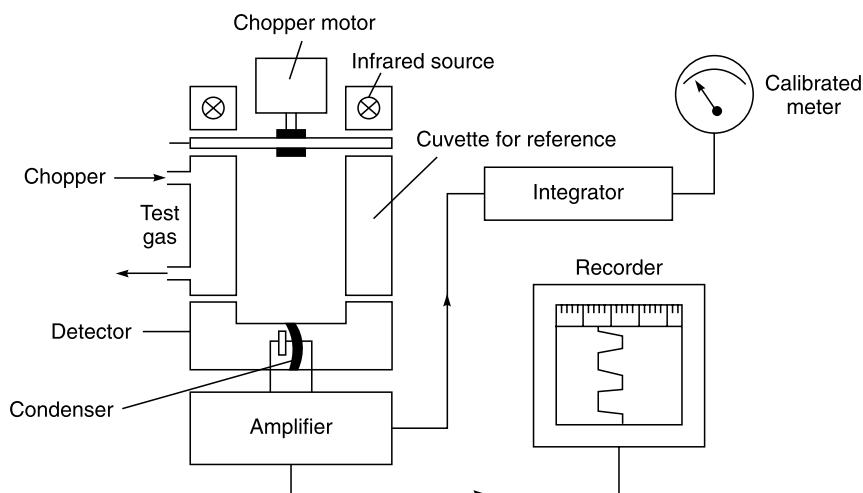 Chopper motor
Infrared source
Calibrated
meter
Cuvette for reference
Chopper
Integrator
Test
gas
Recorder
Detector
Condenser
Amplifier